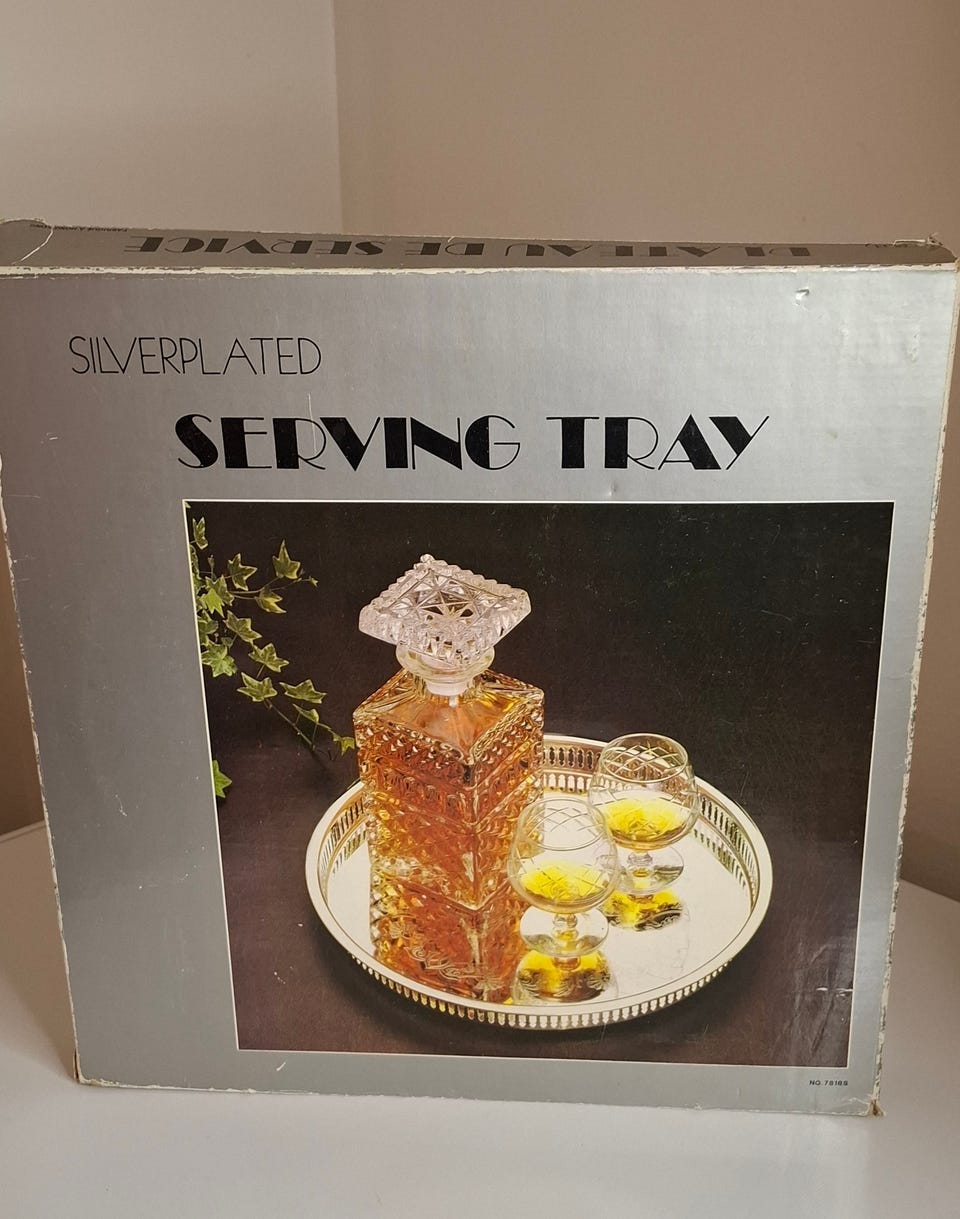 PLATEAU DE SERVICE
SILVERPLATED
SERVING TRAY
NO. 7818S